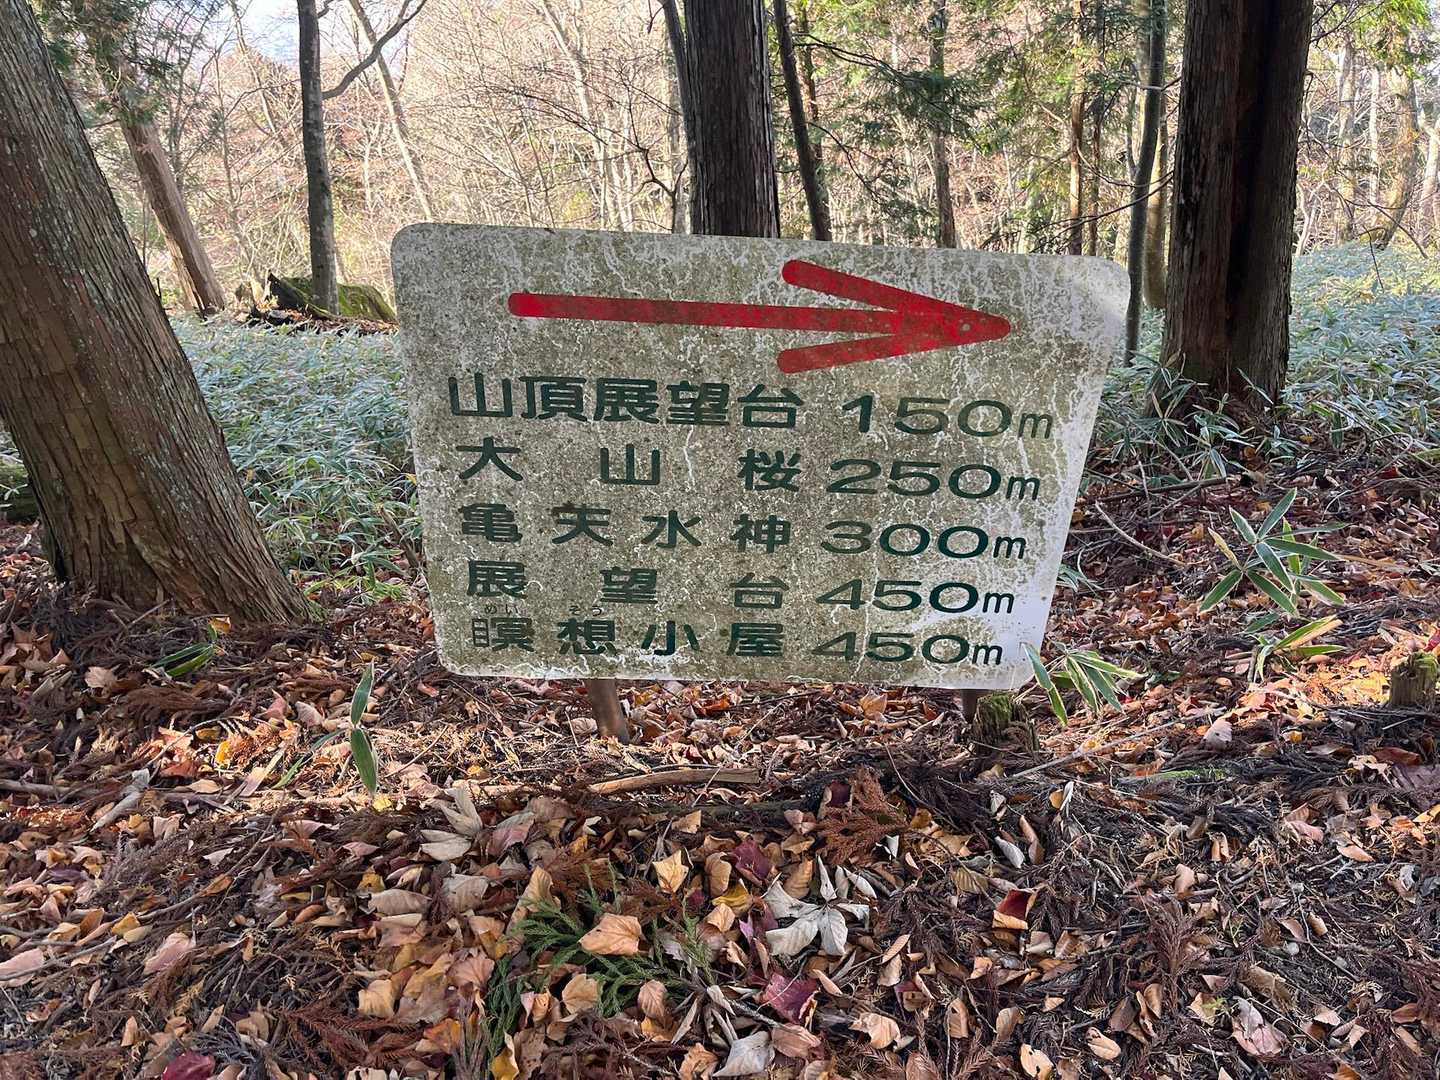 山頂展望台 150m
大山桜 250m
亀天水神 300m
展望台 450m
めい そう
瞑想小屋 450m